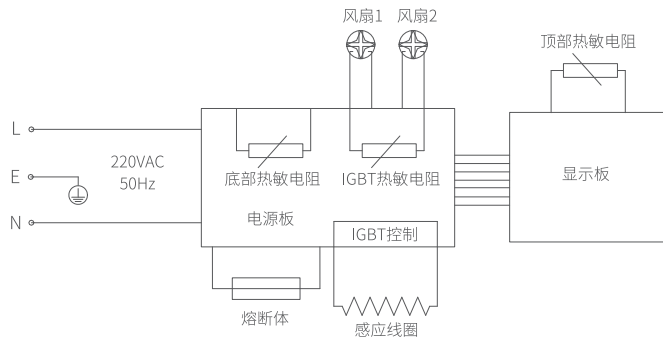 风扇1
风扇2
顶部热敏电阻
L
220VAC
50Hz
E
N
底部热敏电阻
IGBT热敏电阻
显示板
电源板
IGBT控制
熔断体
感应线圈